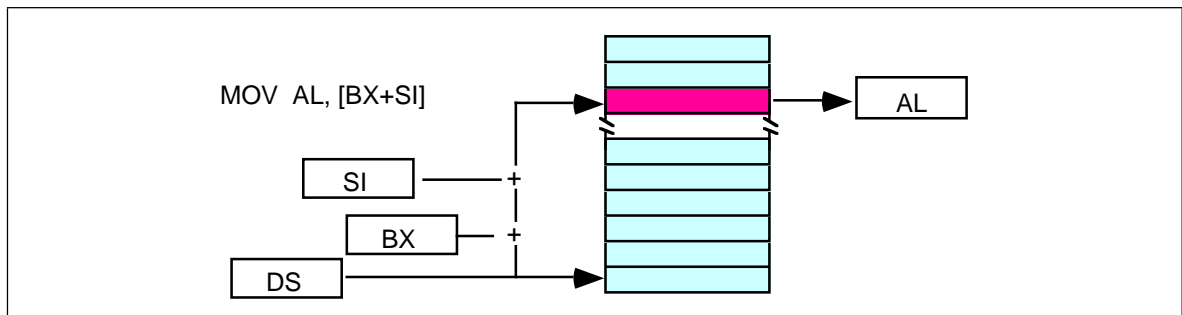 MOV AL, [BX+SI]
AL
SI
+
BX
+
DS